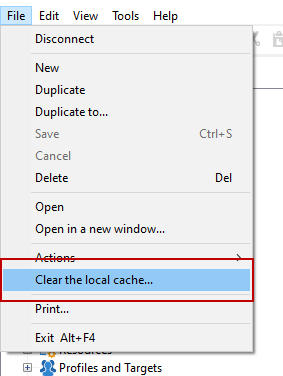 File Edit View Tools Help
Disconnect
New
Duplicate
Duplicate to...
Save Ctrl+S
Cancel
Delete Del
Open
Open in a new window...
Actions
Clear the local cache...
Print...
Exit Alt+F4
Resources
Profiles and Targets